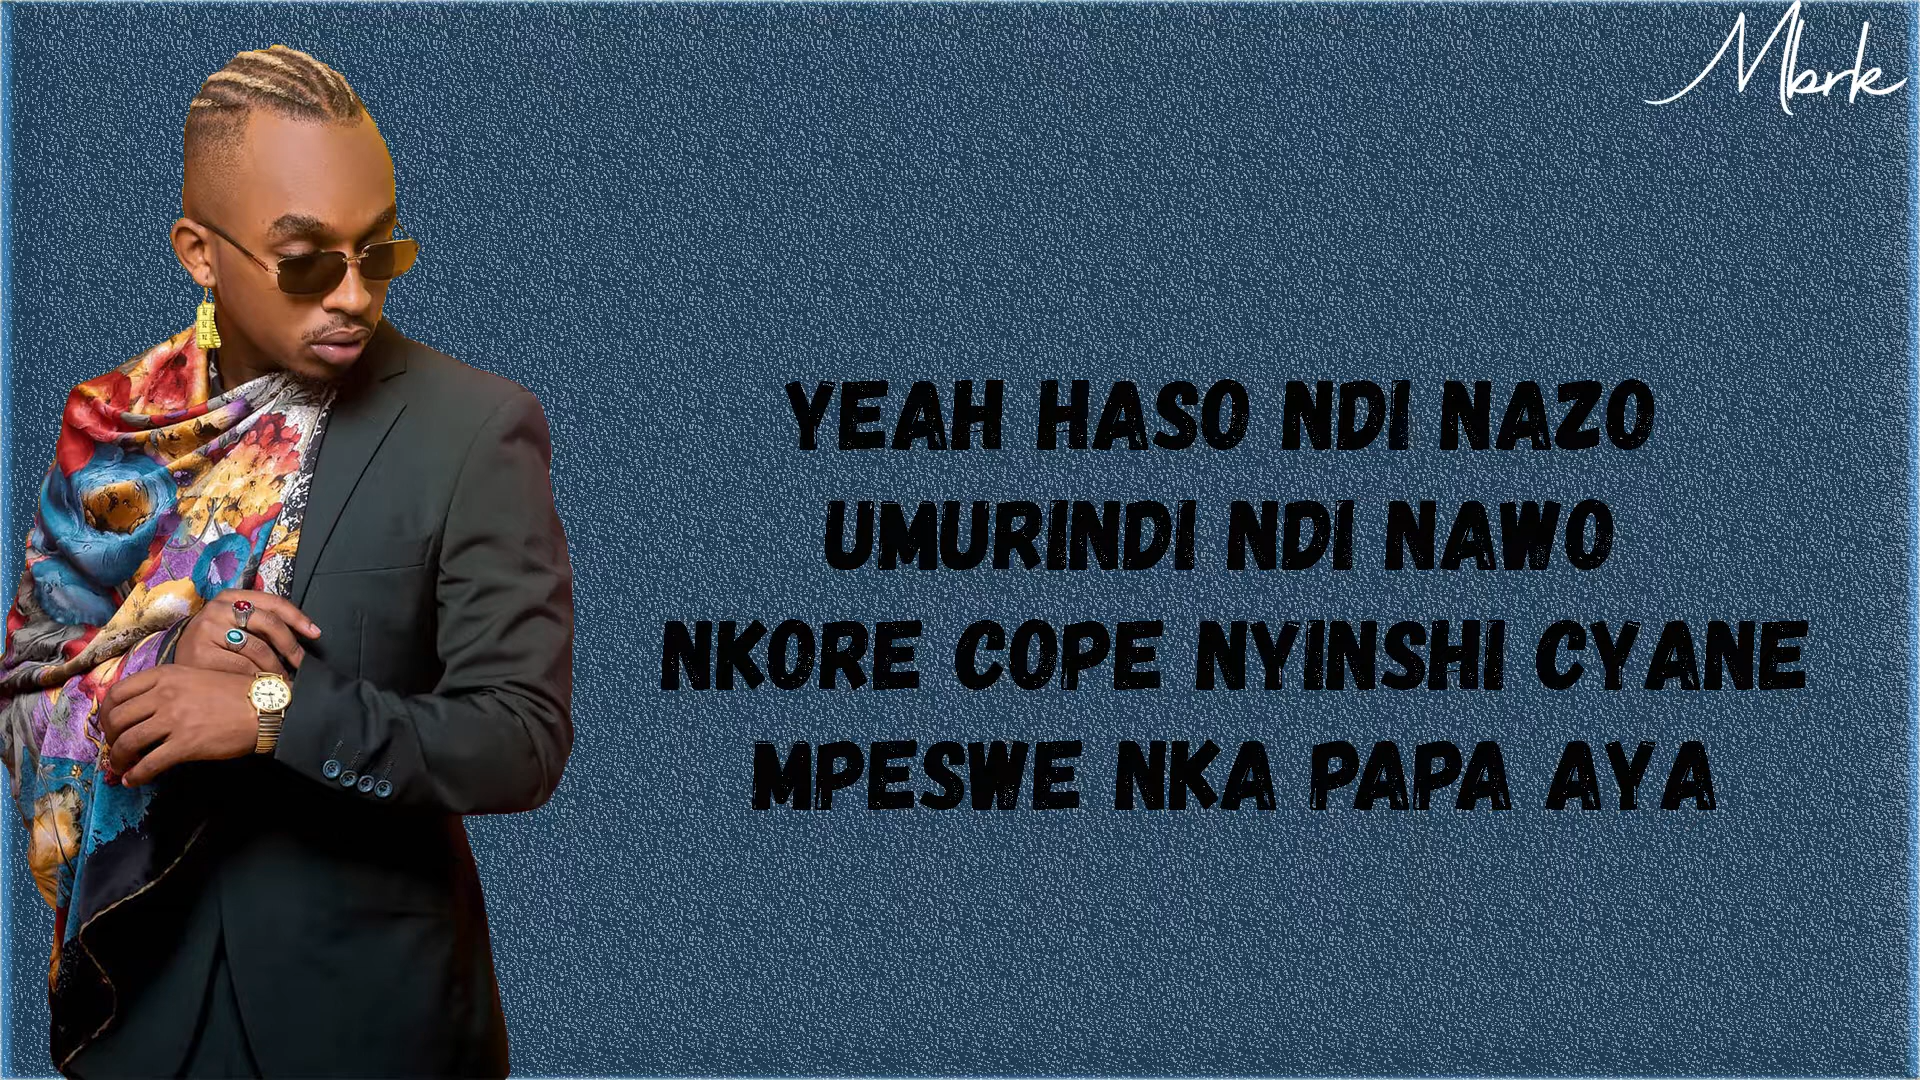 Mbrk
YEAH HASO NDI NAZO
UMURINDI NDI NAWO
NKORE COPE NYINSHI CYANE
MPESWE NKA PAPA AYA